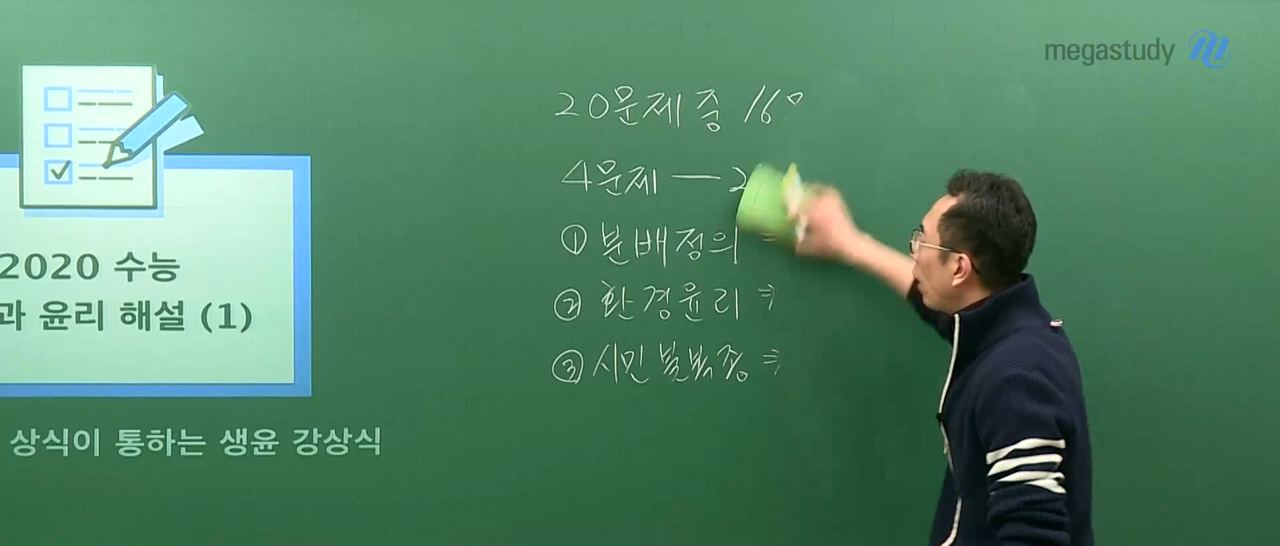 megastudy
2020 수능
과 윤리 해설 (1)
상식이 통하는 생윤 강상식
20문제 중 16
4문제 — 2
① 분배정의 ⇒
② 환경윤리 ⇒
③ 시민불복종 ⇒